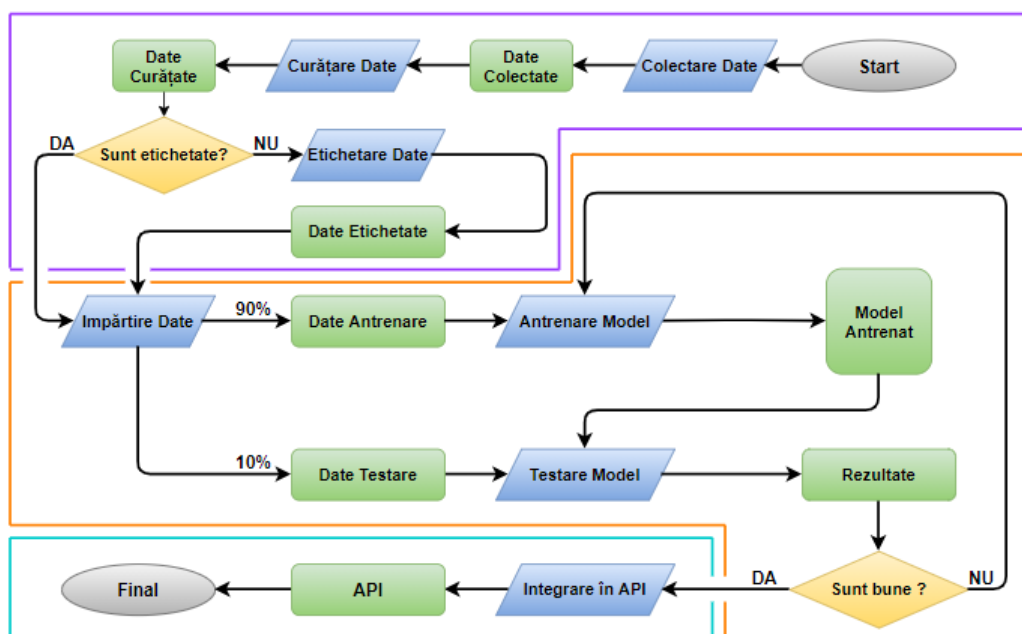 Start
Colectare Date
Date
Colectate
Curățare Date
Date
Curățate
Sunt etichetate?
DA
NU
Etichetare Date
Date Etichetate
Impărtire Date
90%
Date Antrenare
Antrenare Model
Model
Antrenat
10%
Date Testare
Testare Model
Rezultate
Sunt bune ?
NU
DA
Integrare în API
API
Final